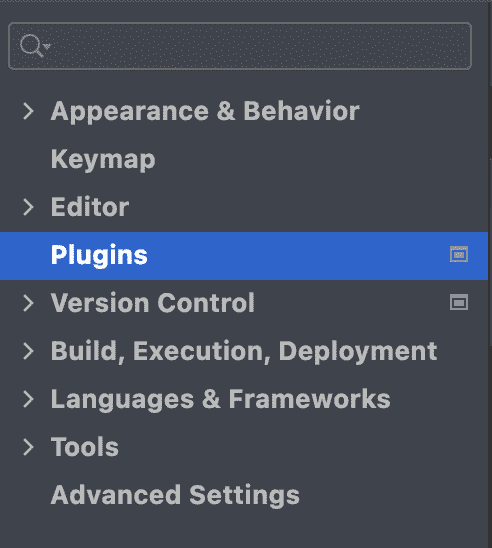 Appearance & Behavior
Keymap
Editor
Plugins
Version Control
Build, Execution, Deployment
Languages & Frameworks
Tools
Advanced Settings